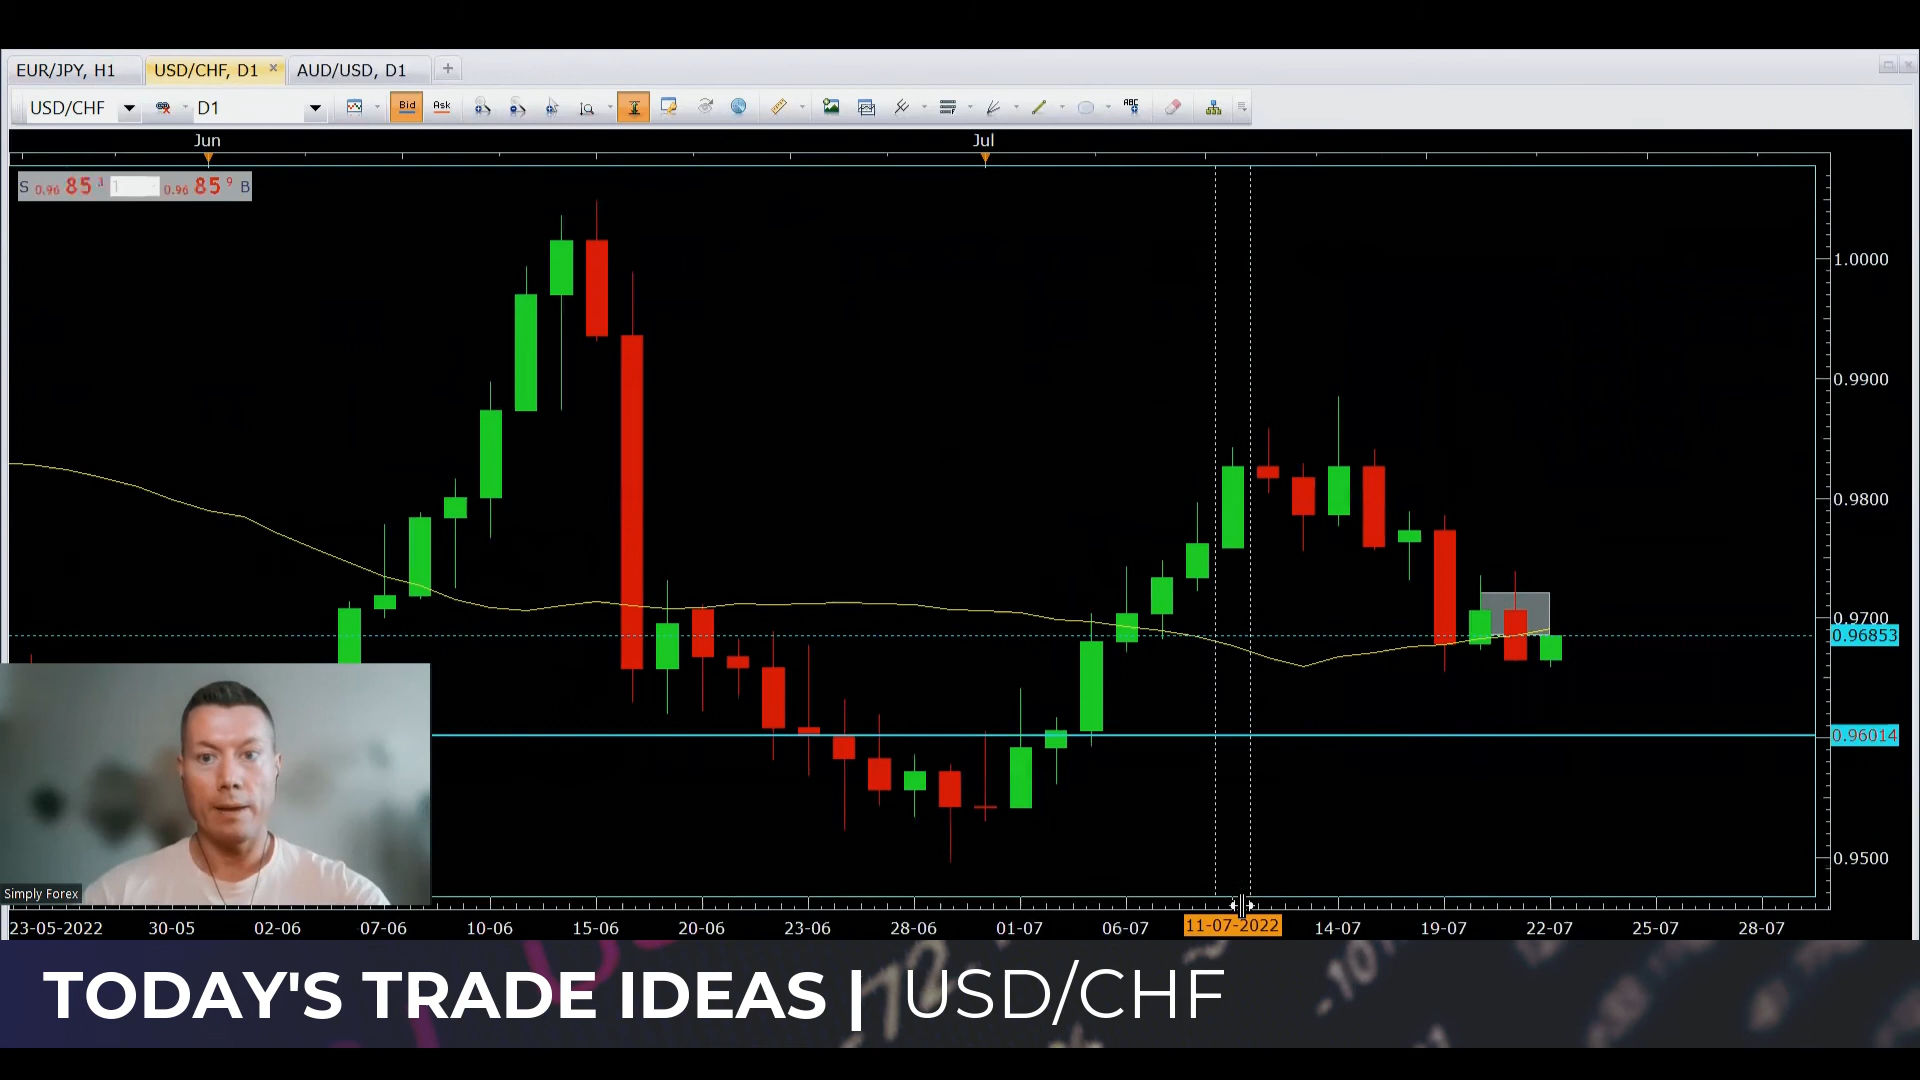 EUR/JPY, H1 USD/CHF, D1 × AUD/USD, D1 +
USD/CHF D1 Bid Ask ABC
Jun Jul
S 0.96 85 3 1 0.96 85 9 B
1.0000
0.9900
0.9800
0.9700
0.96853
0.96014
0.9500
Simply Forex
23-05-2022 30-05 02-06 07-06 10-06 15-06 20-06 23-06 28-06 01-07 06-07 11-07-2022 14-07 19-07 22-07 25-07 28-07
TODAY'S TRADE IDEAS | USD/CHF